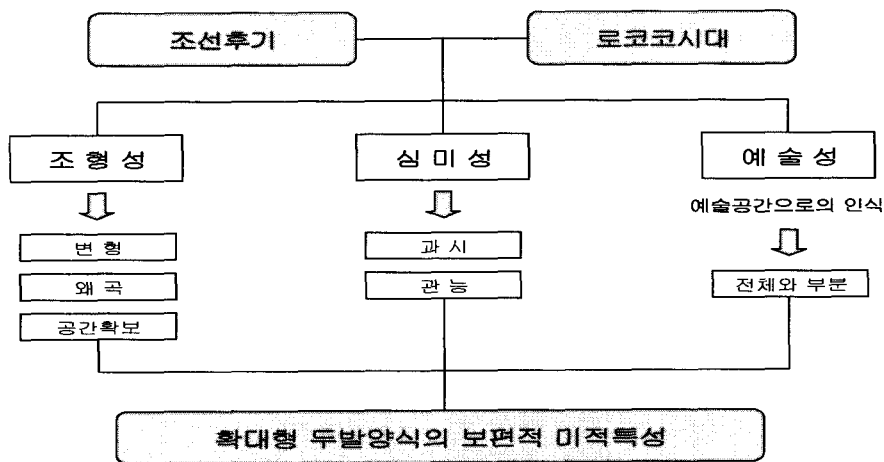 조선후기
로코코시대
조 형 성
심 미 성
예 술 성
예술공간으로의 인식
변 형
왜 곡
공간확보
과 시
관 능
전체와 부분
확대형 두발양식의 보편적 미적특성